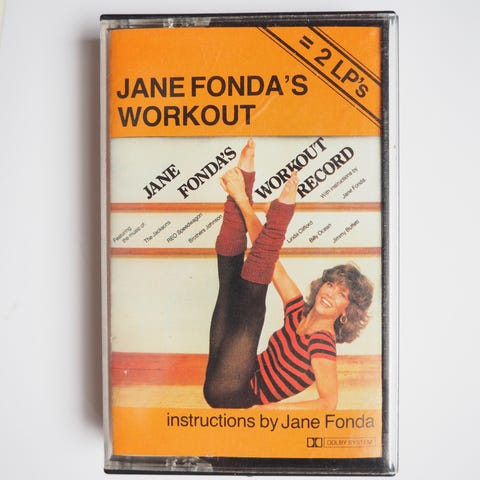 = 2 LP's
JANE FONDA'S
WORKOUT
JANE FONDA'S WORKOUT
RECORD
With instructions by
Jane Fonda
Featuring
the music of:
The Jacksons
REO Speedwagon
Brothers Johnson
Linda Clifford
Billy Ocean
Jimmy Buffett
instructions by Jane Fonda
DOLBY SYSTEM